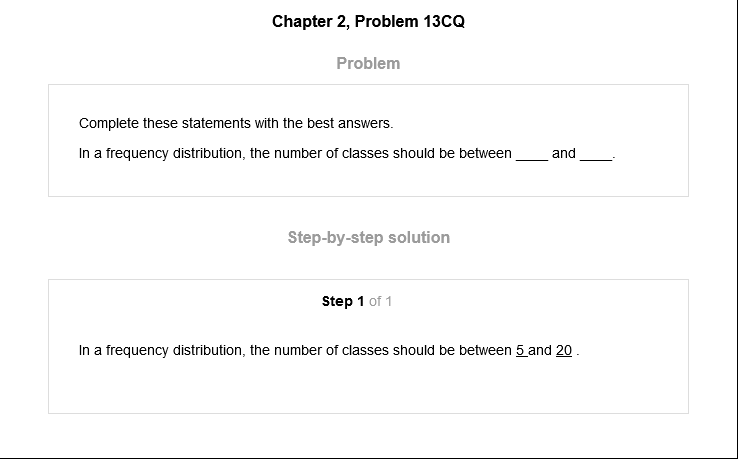 Chapter 2, Problem 13CQ
Problem
Complete these statements with the best answers.
In a frequency distribution, the number of classes should be between ____ and ____.
Step-by-step solution
Step 1 of 1
In a frequency distribution, the number of classes should be between 5 and 20 .